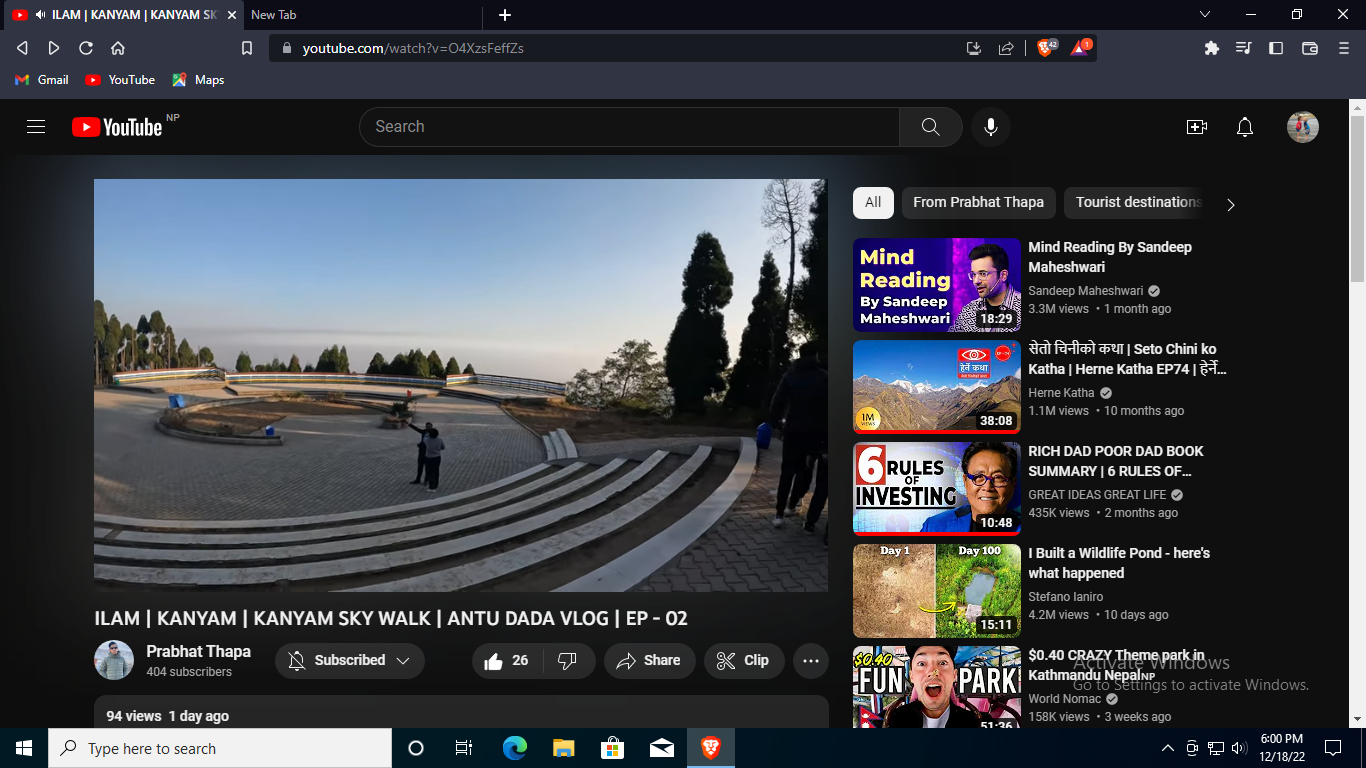 ILAM | KANYAM | KANYAM SK
New Tab
youtube.com/watch?v=O4XzsFeffZs
42
1
Gmail
YouTube
Maps
YouTube NP
Search
All
From Prabhat Thapa
Tourist destinations
Mind
Reading
By Sandeep
Maheshwari
18:29
Mind Reading By Sandeep
Maheshwari
Sandeep Maheshwari
3.3M views • 1 month ago
हेर्ने कथा
1M
VIEWS
38:08
सेतो चिनीको कथा | Seto Chini ko
Katha | Herne Katha EP74 | हेर्ने...
Herne Katha
1.1M views • 10 months ago
6 RULES
OF
INVESTING
10:48
RICH DAD POOR DAD BOOK
SUMMARY | 6 RULES OF...
GREAT IDEAS GREAT LIFE
435K views • 2 months ago
Day 1
Day 100
15:11
I Built a Wildlife Pond - here's
what happened
Stefano Ianiro
4.2M views • 10 days ago
$0.40
FUN PARK
51:36
$0.40 CRAZY Theme park in
Kathmandu Nepal NP
World Nomac
158K views • 3 weeks ago
ILAM | KANYAM | KANYAM SKY WALK | ANTU DADA VLOG | EP - 02
Prabhat Thapa
404 subscribers
Subscribed
26
Share
Clip
94 views 1 day ago
Activate Windows
Go to Settings to activate Windows.
Type here to search
6:00 PM
12/18/22